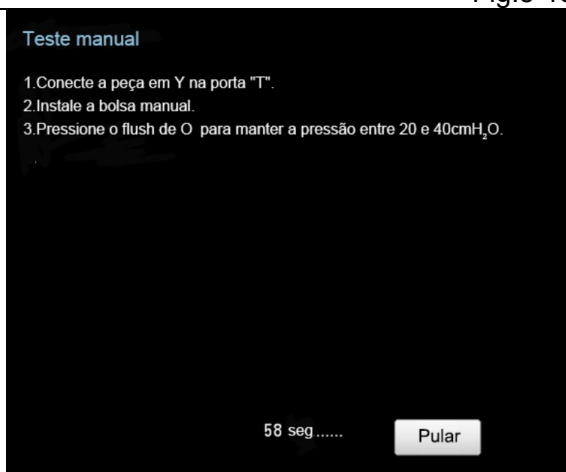 Teste manual
1.Conecte a peça em Y na porta "T".
2.Instale a bolsa manual.
3.Pressione o flush de O para manter a pressão entre 20 e 40cmH₂O.
58 seg......
Pular